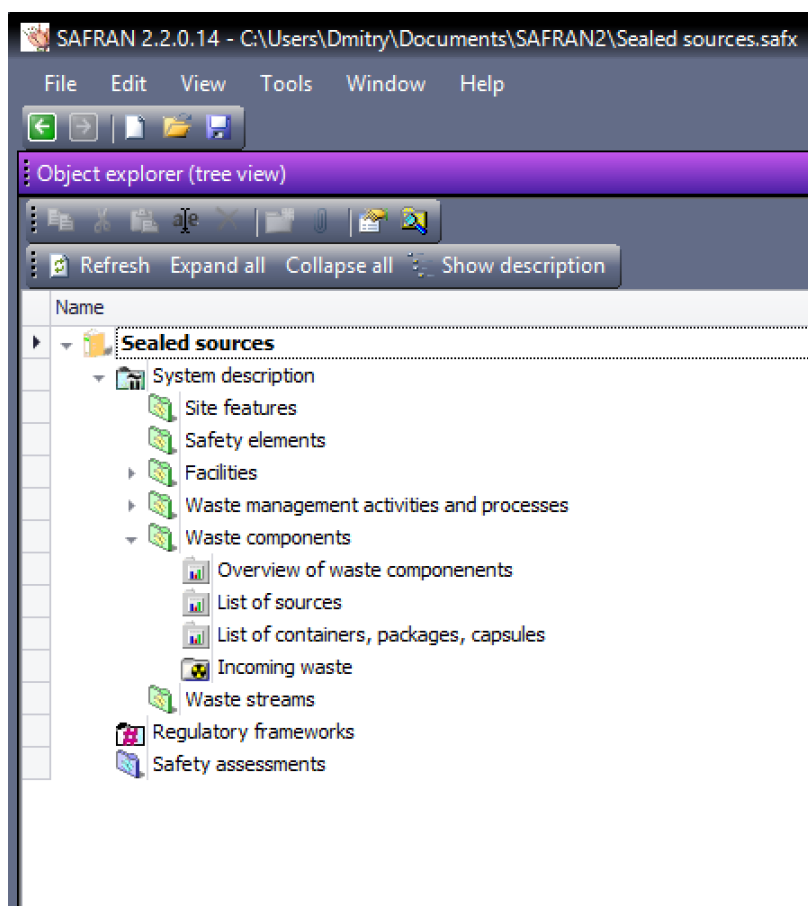 SAFRAN 2.2.0.14 - C:\Users\Dmitry\Documents\SAFRAN2\Sealed sources.safx
File Edit View Tools Window Help
Object explorer (tree view)
Refresh Expand all Collapse all Show description
Name
Sealed sources
System description
Site features
Safety elements
Facilities
Waste management activities and processes
Waste components
Overview of waste componenents
List of sources
List of containers, packages, capsules
Incoming waste
Waste streams
Regulatory frameworks
Safety assessments